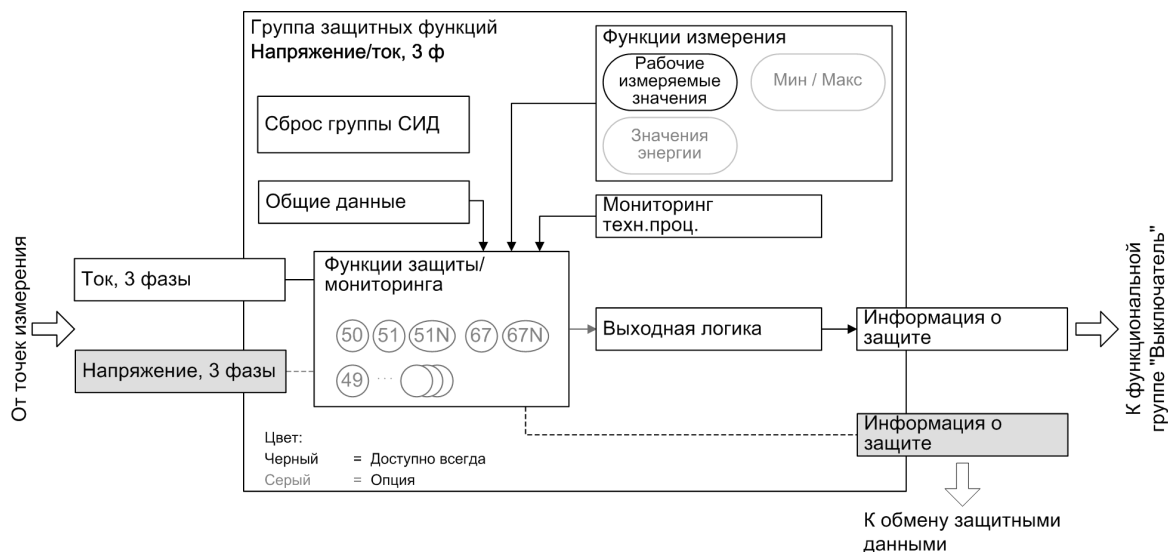 Группа защитных функций
Напряжение/ток, 3 ф
Функции измерения
Рабочие
измеряемые
значения
Мин / Макс
Значения
энергии
Сброс группы СИД
Общие данные
Мониторинг
техн.проц.
От точек измерения
Ток, 3 фазы
Напряжение, 3 фазы
Функции защиты/
мониторинга
50 51 51N 67 67N
49 ...
Выходная логика
Информация о
защите
К функциональной
группе "Выключатель"
Информация о
защите
К обмену защитными
данными
Цвет:
Черный = Доступно всегда
Серый = Опция